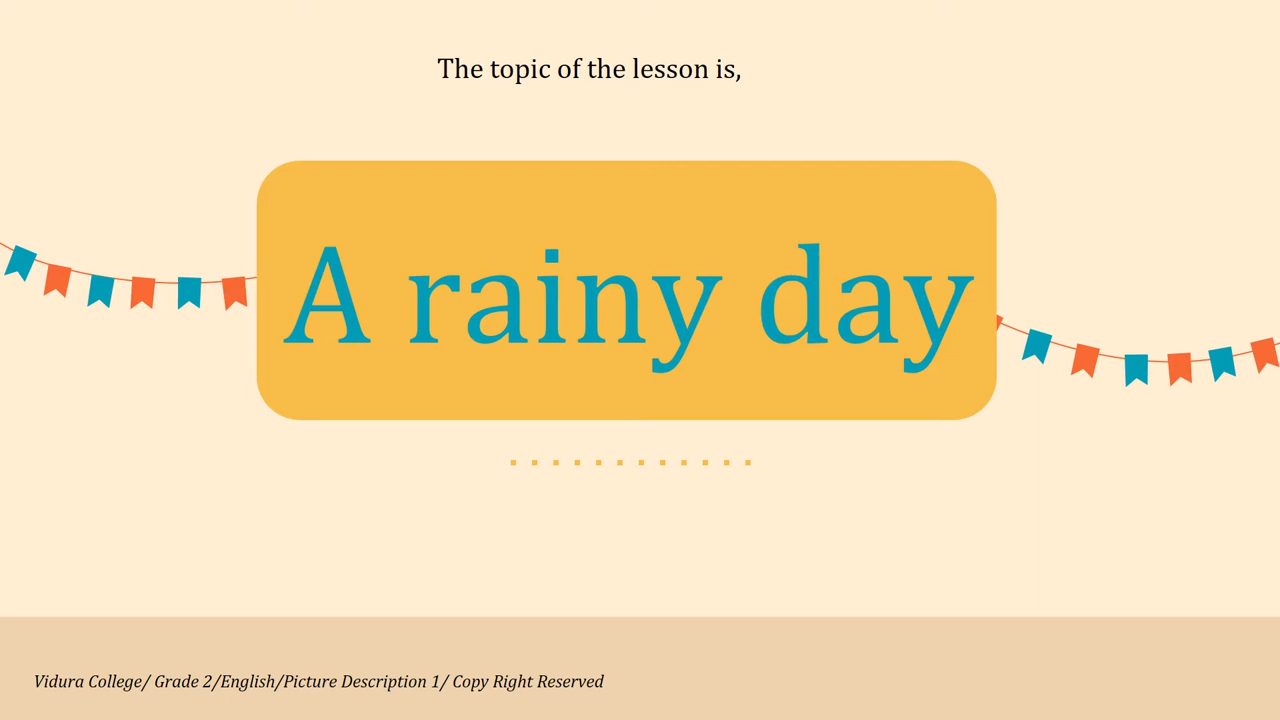 The topic of the lesson is,
A rainy day
Vidura College/ Grade 2/English/Picture Description 1/ Copy Right Reserved